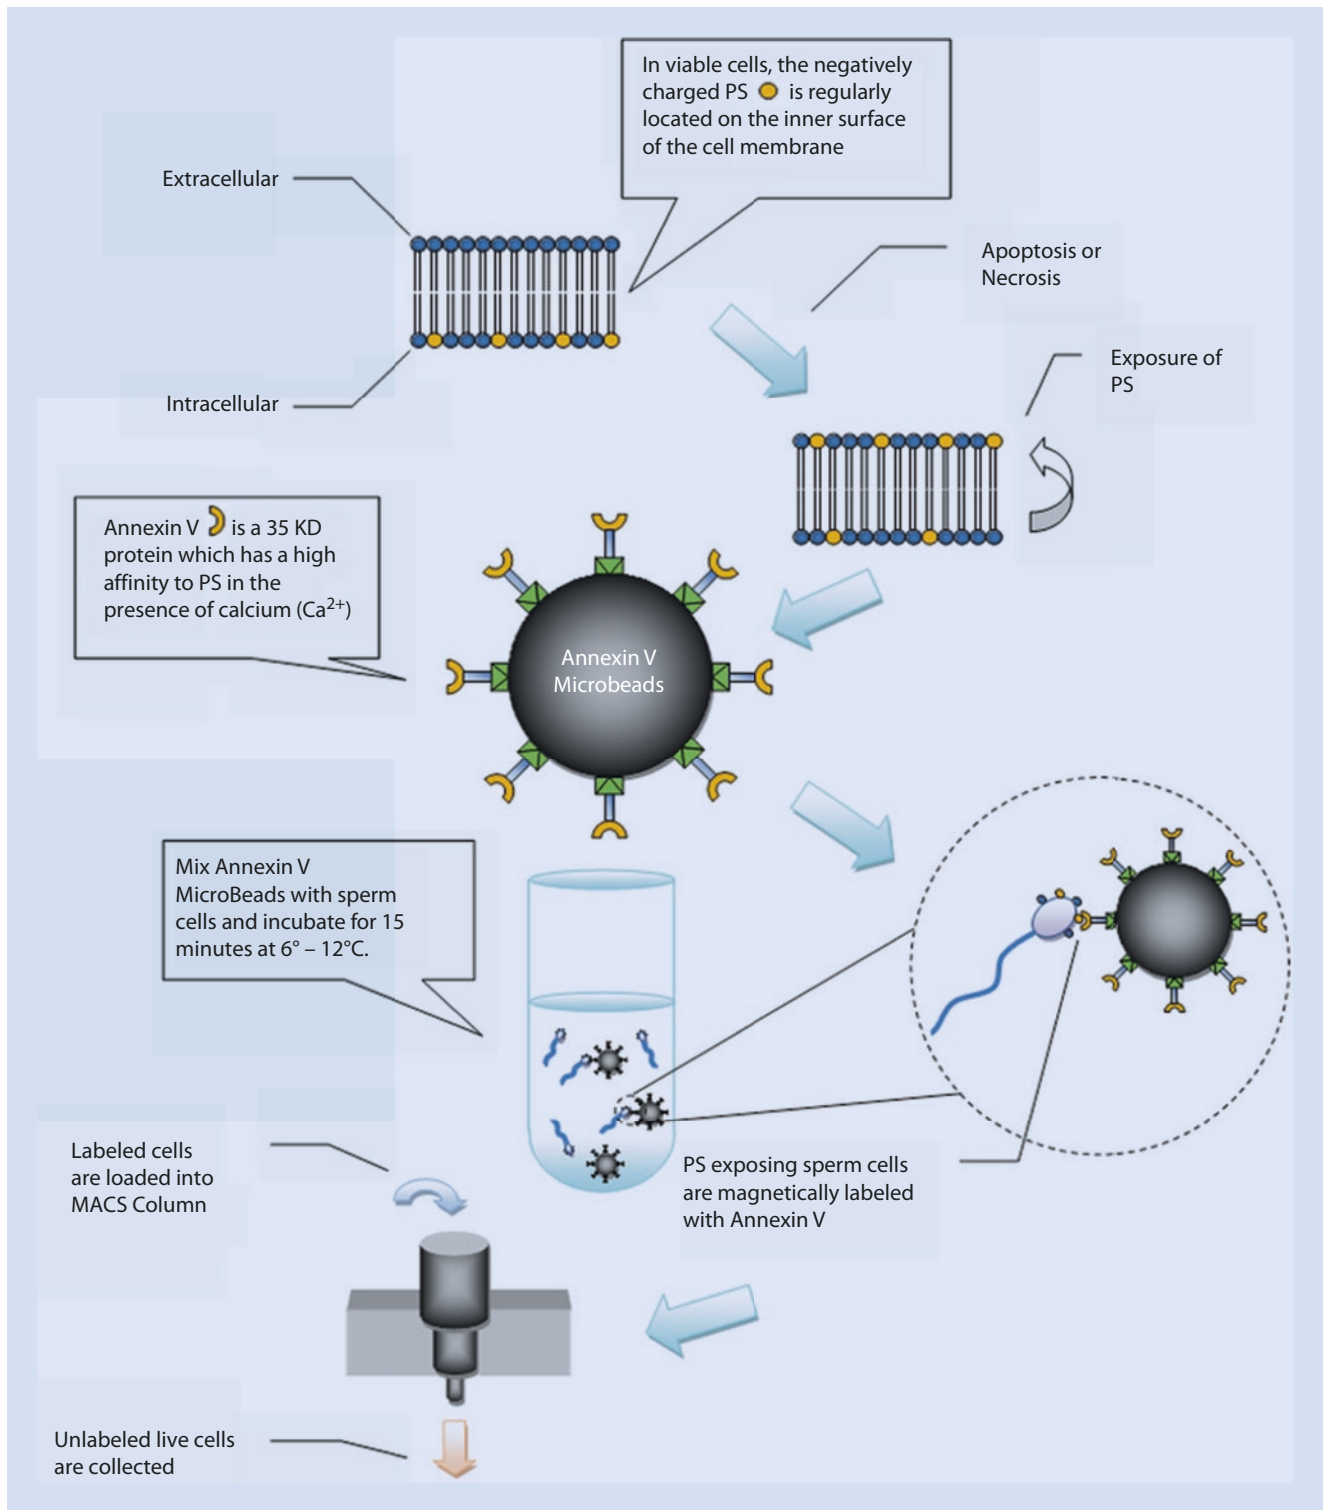 In viable cells, the negatively
charged PS is regularly
located on the inner surface
of the cell membrane
Extracellular
Apoptosis or
Necrosis
Exposure of
PS
Intracellular
Annexin V is a 35 KD
protein which has a high
affinity to PS in the
presence of calcium (Ca²⁺)
Annexin V
Microbeads
Mix Annexin V
MicroBeads with sperm
cells and incubate for 15
minutes at 6° – 12°C.
Labeled cells
are loaded into
MACS Column
PS exposing sperm cells
are magnetically labeled
with Annexin V
Unlabeled live cells
are collected